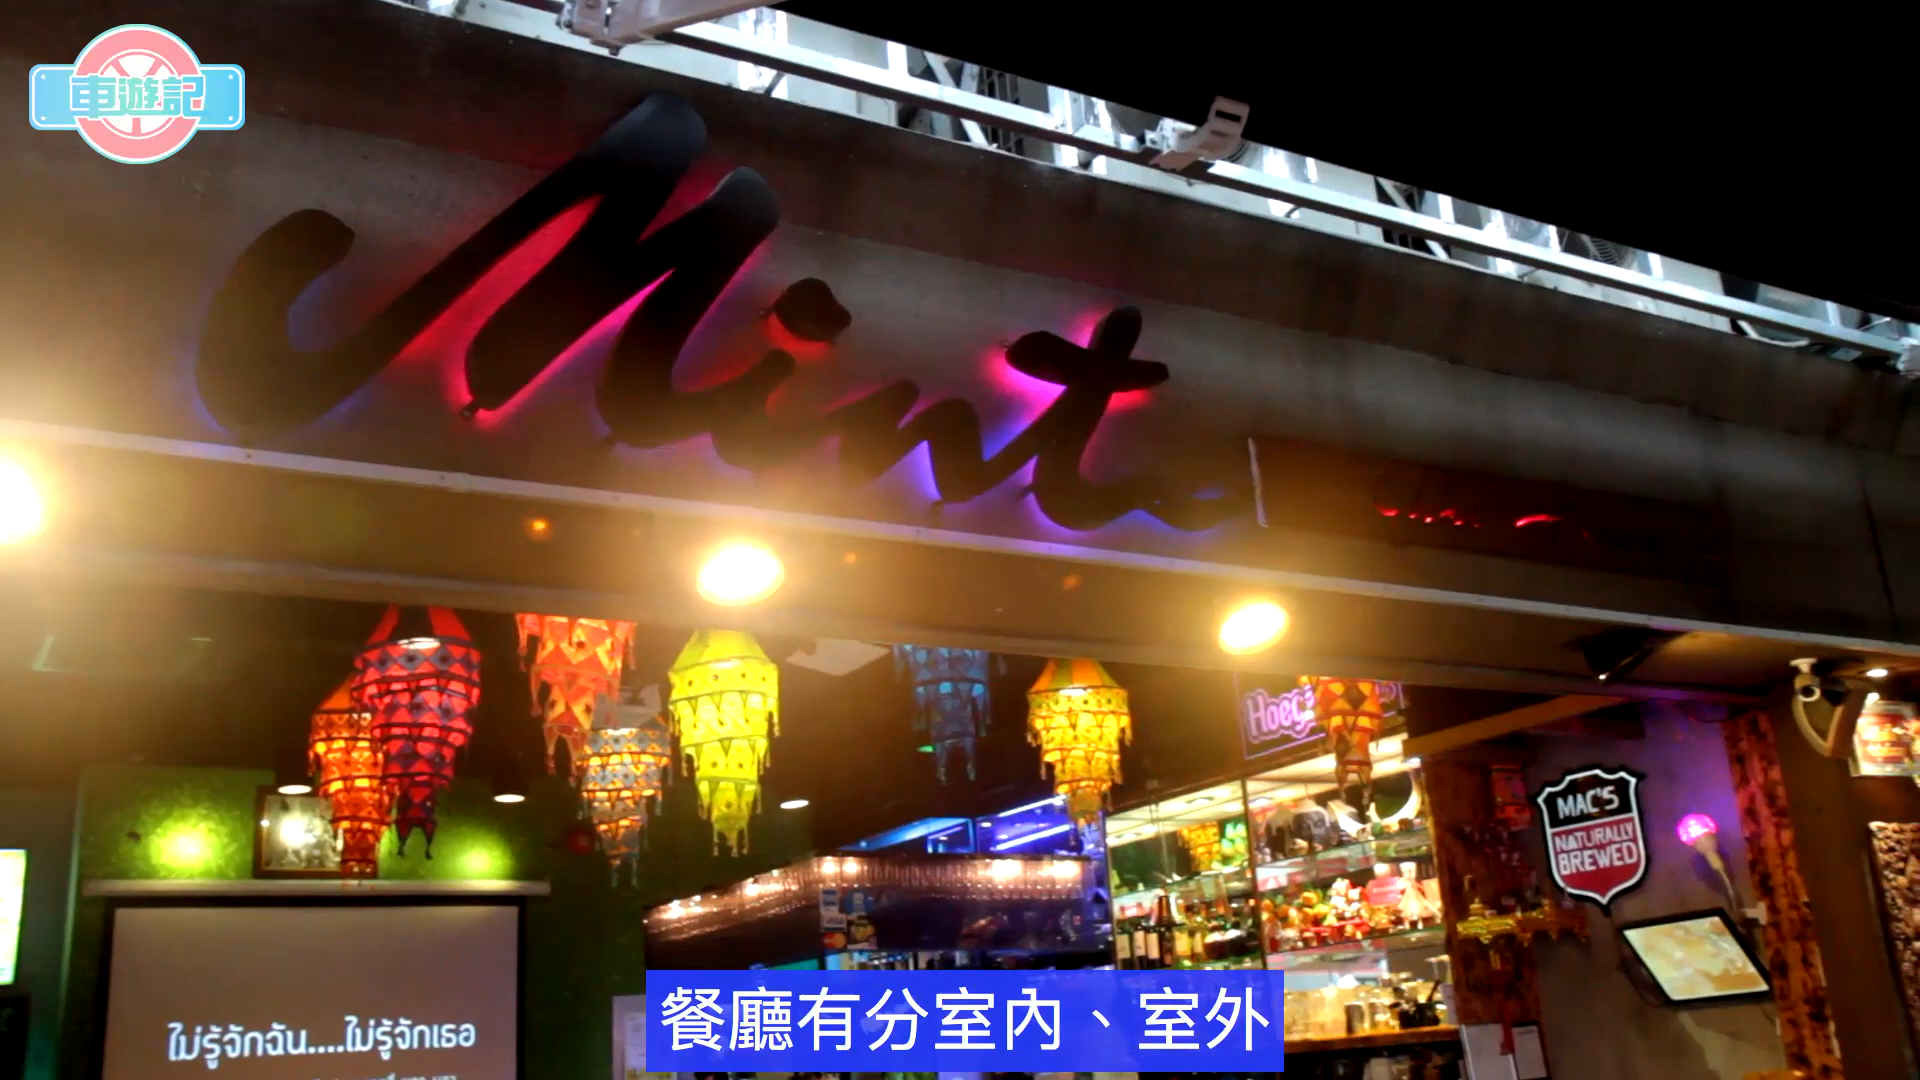 車遊記
Mint
Hoeg
MAC'S
NATURALLY
BREWED
ไม่รู้จักฉัน....ไม่รู้จักเธอ
餐廳有分室內、室外